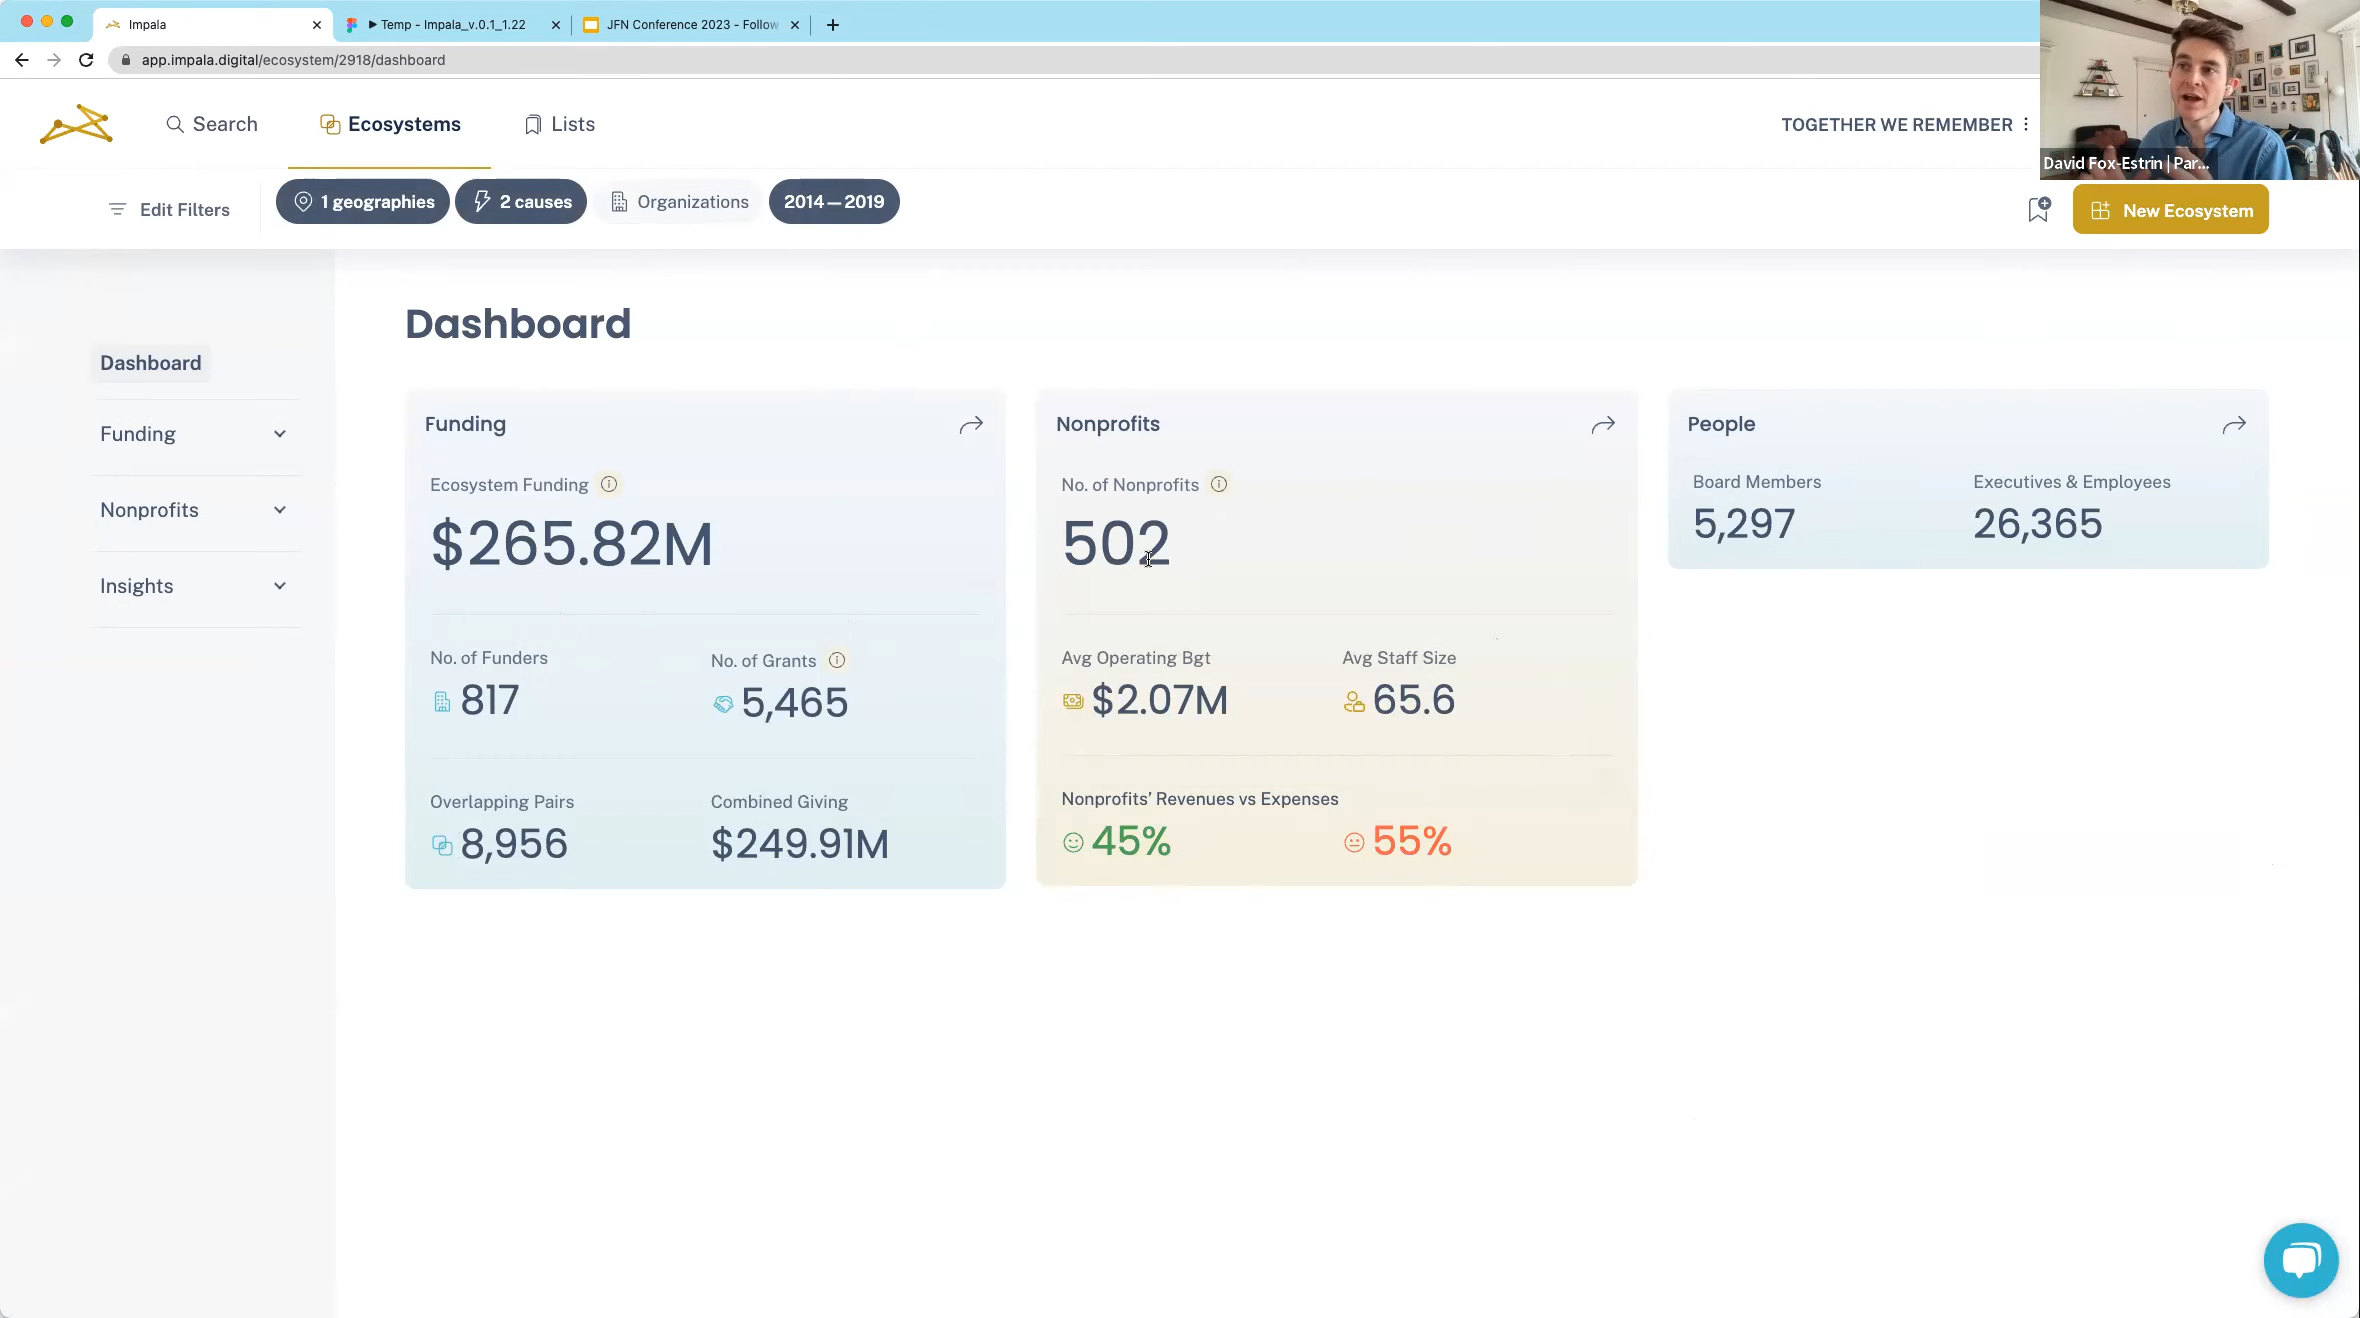 Impala
Temp - Impala_v.0.1_1.22
JFN Conference 2023 - Follow
app.impala.digital/ecosystem/2918/dashboard
Search
Ecosystems
Lists
TOGETHER WE REMEMBER
David Fox-Estrin | Par...
Edit Filters
1 geographies
2 causes
Organizations
2014 — 2019
New Ecosystem
Dashboard
Funding
Nonprofits
Insights
Dashboard
Funding
Ecosystem Funding
$265.82M
No. of Funders
817
No. of Grants
5,465
Overlapping Pairs
8,956
Combined Giving
$249.91M
Nonprofits
No. of Nonprofits
502
Avg Operating Bgt
$2.07M
Avg Staff Size
65.6
Nonprofits’ Revenues vs Expenses
45%
55%
People
Board Members
5,297
Executives & Employees
26,365